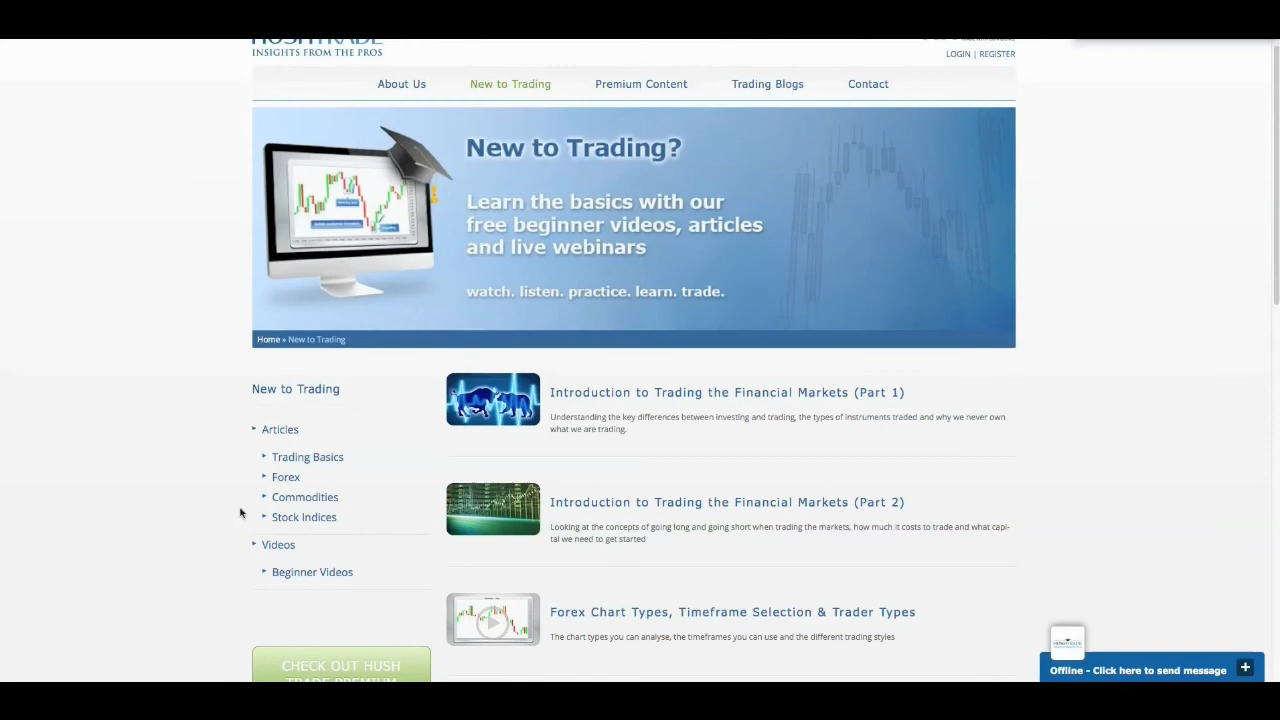 INSIGHTS FROM THE PROS
LOGIN | REGISTER
About Us
New to Trading
Premium Content
Trading Blogs
Contact
New to Trading?
Learn the basics with our
free beginner videos, articles
and live webinars
watch. listen. practice. learn. trade.
Home » New to Trading
New to Trading
Articles
Trading Basics
Forex
Commodities
Stock Indices
Videos
Beginner Videos
CHECK OUT HUSH
TRADE PREMIUM
Introduction to Trading the Financial Markets (Part 1)
Understanding the key differences between investing and trading, the types of instruments traded and why we never own
what we are trading.
Introduction to Trading the Financial Markets (Part 2)
Looking at the concepts of going long and going short when trading the markets, how much it costs to trade and what capi-
tal we need to get started
Forex Chart Types, Timeframe Selection & Trader Types
The chart types you can analyse, the timeframes you can use and the different trading styles
Offline - Click here to send message